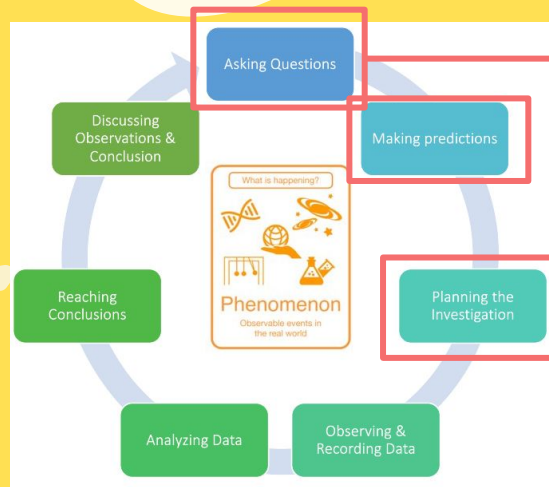 Asking Questions
Making predictions
Planning the
Investigation
Observing &
Recording Data
Analyzing Data
Reaching
Conclusions
Discussing
Observations &
Conclusion
What is happening?
Phenomenon
Observable events in
the real world